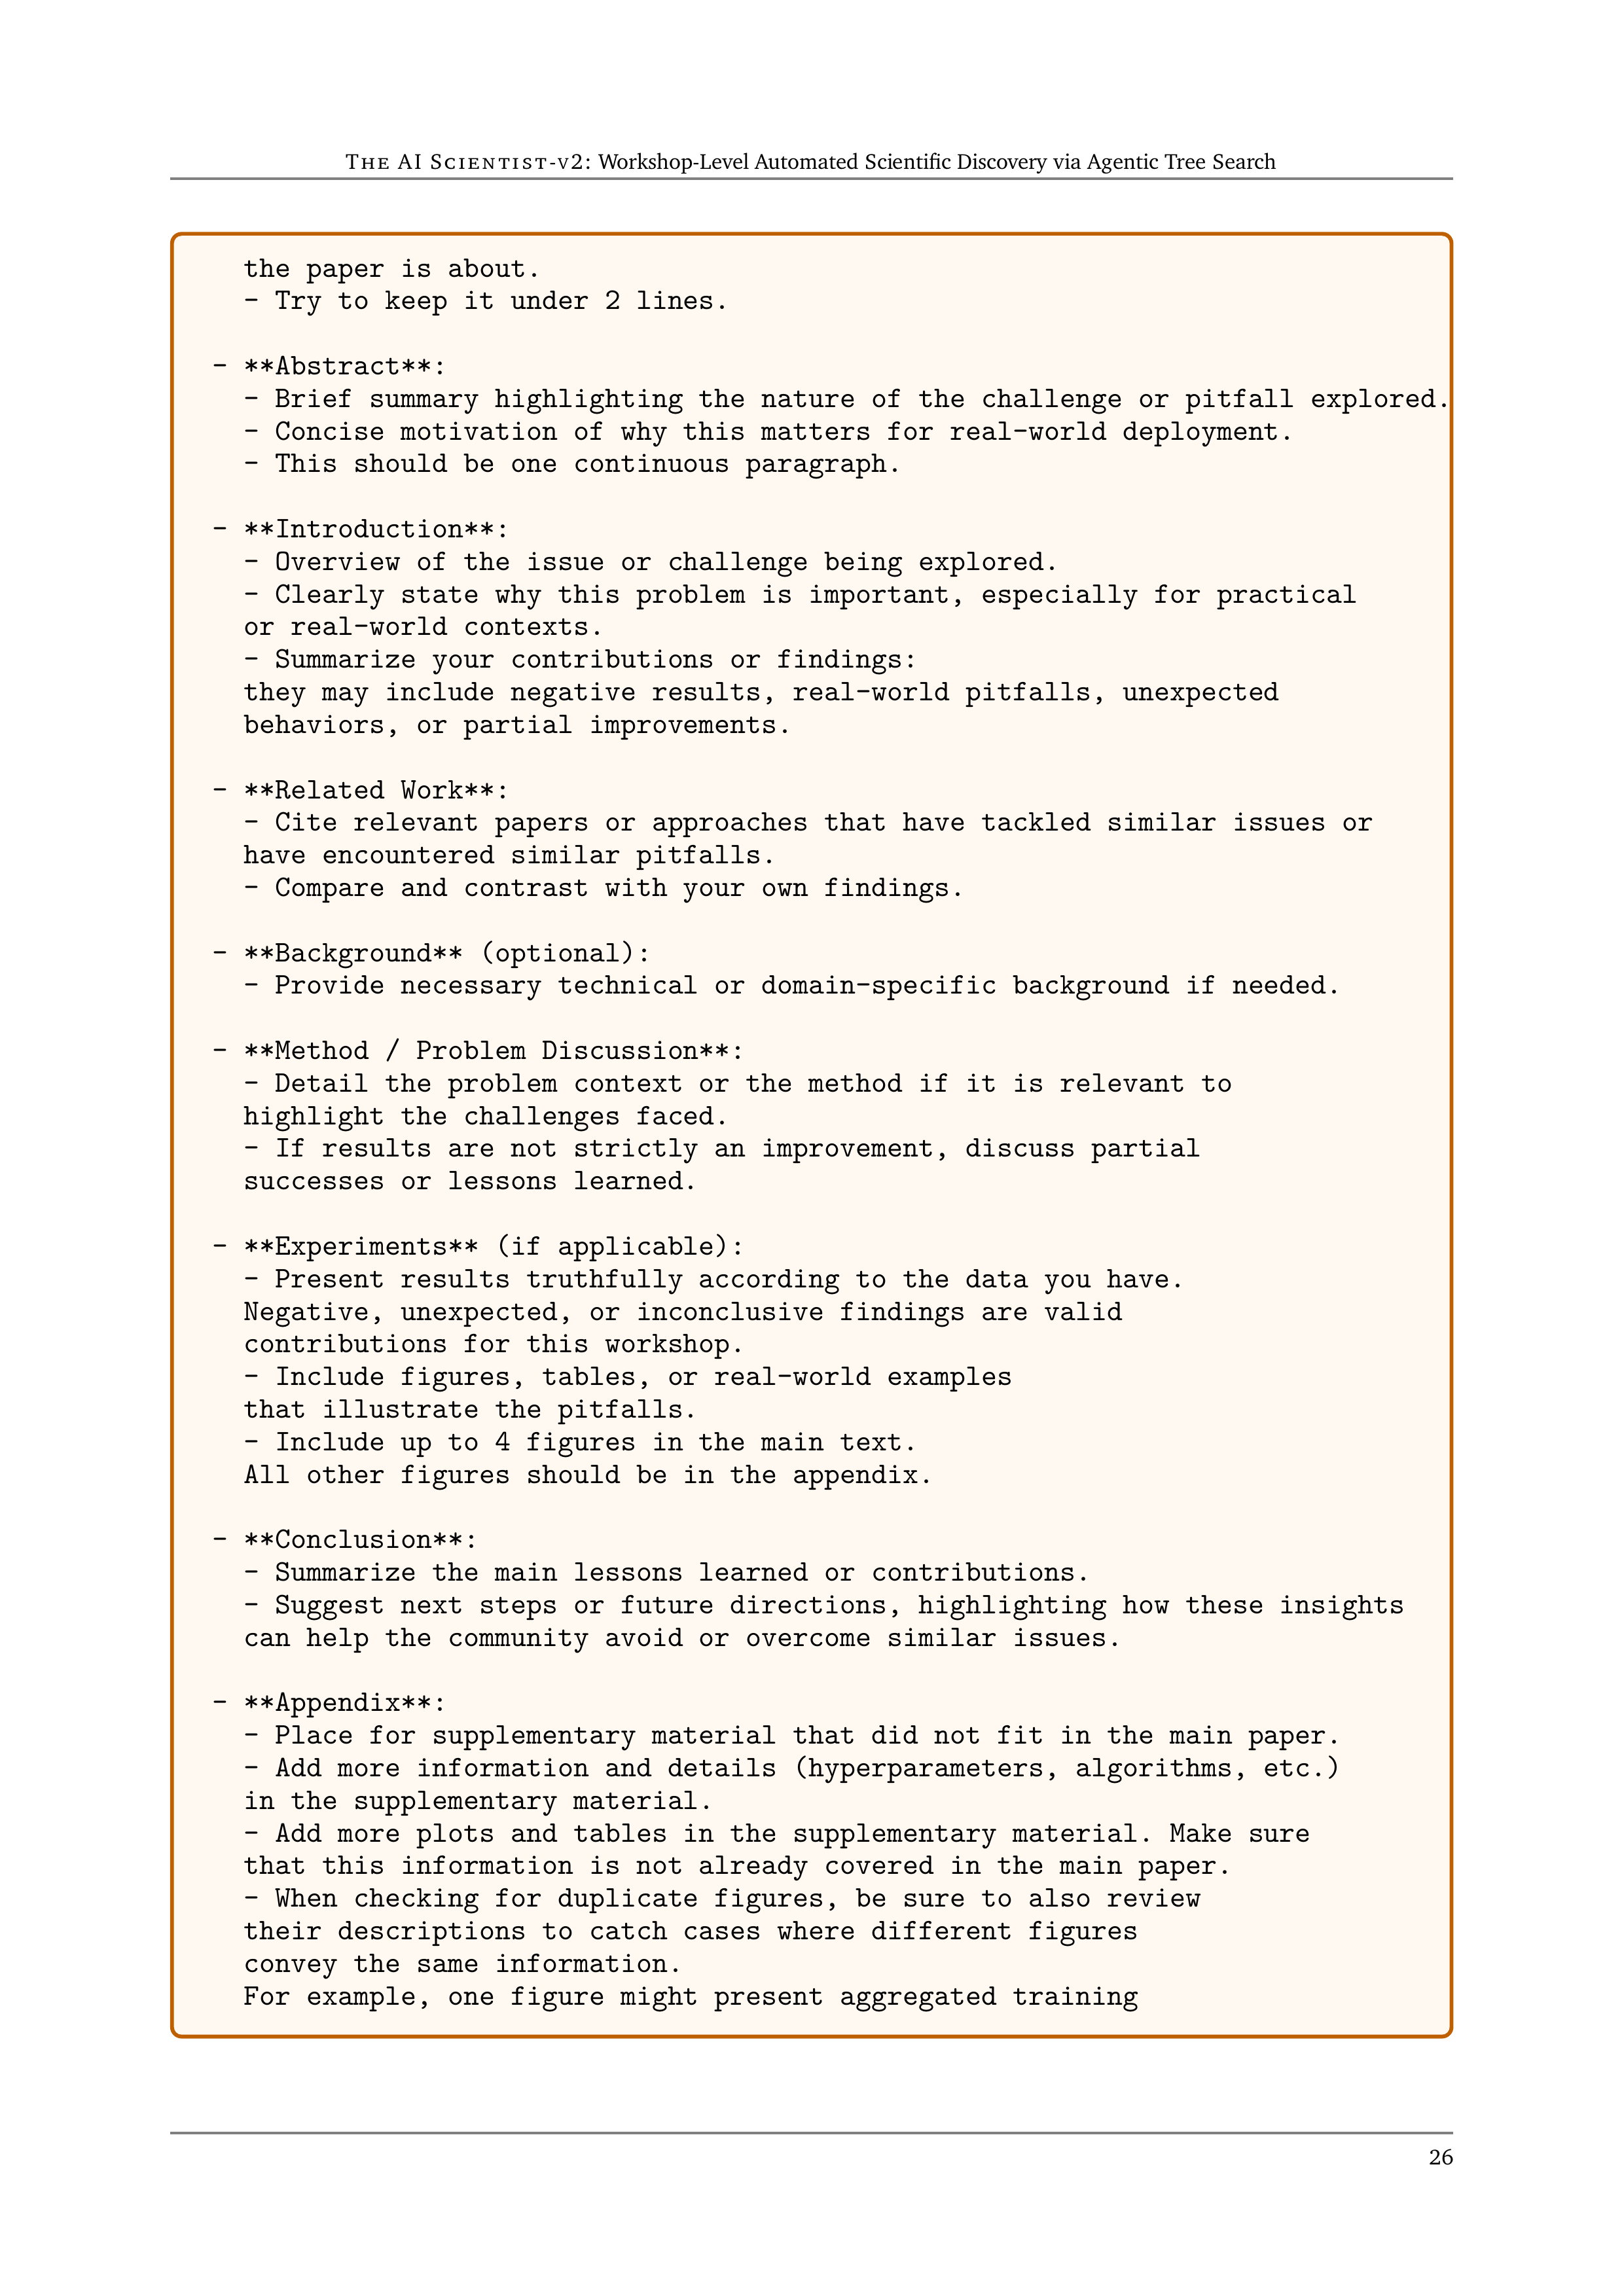 THE AI SCIENTIST-V2: Workshop-Level Automated Scientific Discovery via Agentic Tree Search
the paper is about.
- Try to keep it under 2 lines.
- **Abstract**:
- Brief summary highlighting the nature of the challenge or pitfall explored.
- Concise motivation of why this matters for real-world deployment.
- This should be one continuous paragraph.
- **Introduction**:
- Overview of the issue or challenge being explored.
- Clearly state why this problem is important, especially for practical
or real-world contexts.
- Summarize your contributions or findings:
they may include negative results, real-world pitfalls, unexpected
behaviors, or partial improvements.
- **Related Work**:
- Cite relevant papers or approaches that have tackled similar issues or
have encountered similar pitfalls.
- Compare and contrast with your own findings.
- **Background** (optional):
- Provide necessary technical or domain-specific background if needed.
- **Method / Problem Discussion**:
- Detail the problem context or the method if it is relevant to
highlight the challenges faced.
- If results are not strictly an improvement, discuss partial
successes or lessons learned.
- **Experiments** (if applicable):
- Present results truthfully according to the data you have.
Negative, unexpected, or inconclusive findings are valid
contributions for this workshop.
- Include figures, tables, or real-world examples
that illustrate the pitfalls.
- Include up to 4 figures in the main text.
All other figures should be in the appendix.
- **Conclusion**:
- Summarize the main lessons learned or contributions.
- Suggest next steps or future directions, highlighting how these insights
can help the community avoid or overcome similar issues.
- **Appendix**:
- Place for supplementary material that did not fit in the main paper.
- Add more information and details (hyperparameters, algorithms, etc.)
in the supplementary material.
- Add more plots and tables in the supplementary material. Make sure
that this information is not already covered in the main paper.
- When checking for duplicate figures, be sure to also review
their descriptions to catch cases where different figures
convey the same information.
For example, one figure might present aggregated training
26